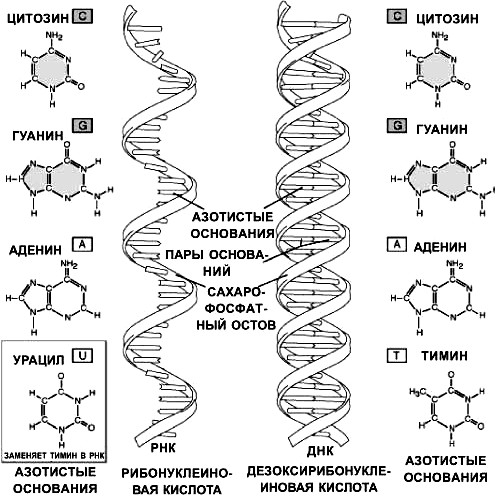 ЦИТОЗИН C
NH₂
H
C
C
N
H
C
C
N
O
H
ГУАНИН G
O
N
C
C
N
H
H
C
C
C
N
N
N
H
H
H
АДЕНИН A
NH₂
N
C
C
N
C
H
C
C
N
N
C
H
H
УРАЦИЛ U
O
H
C
C
N
H
H
C
C
N
O
H
ЗАМЕНЯЕТ ТИМИН В РНК
АЗОТИСТЫЕ
ОСНОВАНИЯ
АЗОТИСТЫЕ
ОСНОВАНИЯ
ПАРЫ ОСНОВА-
НИЙ
САХАРО-
ФОСФАТ-
НЫЙ ОСТОВ
РНК
РИБОНУКЛЕИНО-
ВАЯ КИСЛОТА
ДНК
ДЕЗОКСИРИБОНУКЛЕ-
ИНОВАЯ КИСЛОТА
C ЦИТОЗИН
NH₂
H
C
C
N
H
C
C
N
O
H
G ГУАНИН
O
N
C
C
N
H
H
C
C
C
N
N
N
H
H
H
A АДЕНИН
NH₂
N
C
C
N
C
H
C
C
N
N
C
H
H
T ТИМИН
O
H₃C
C
C
N
H
H
C
C
N
O
H
АЗОТИСТЫЕ
ОСНОВАНИЯ